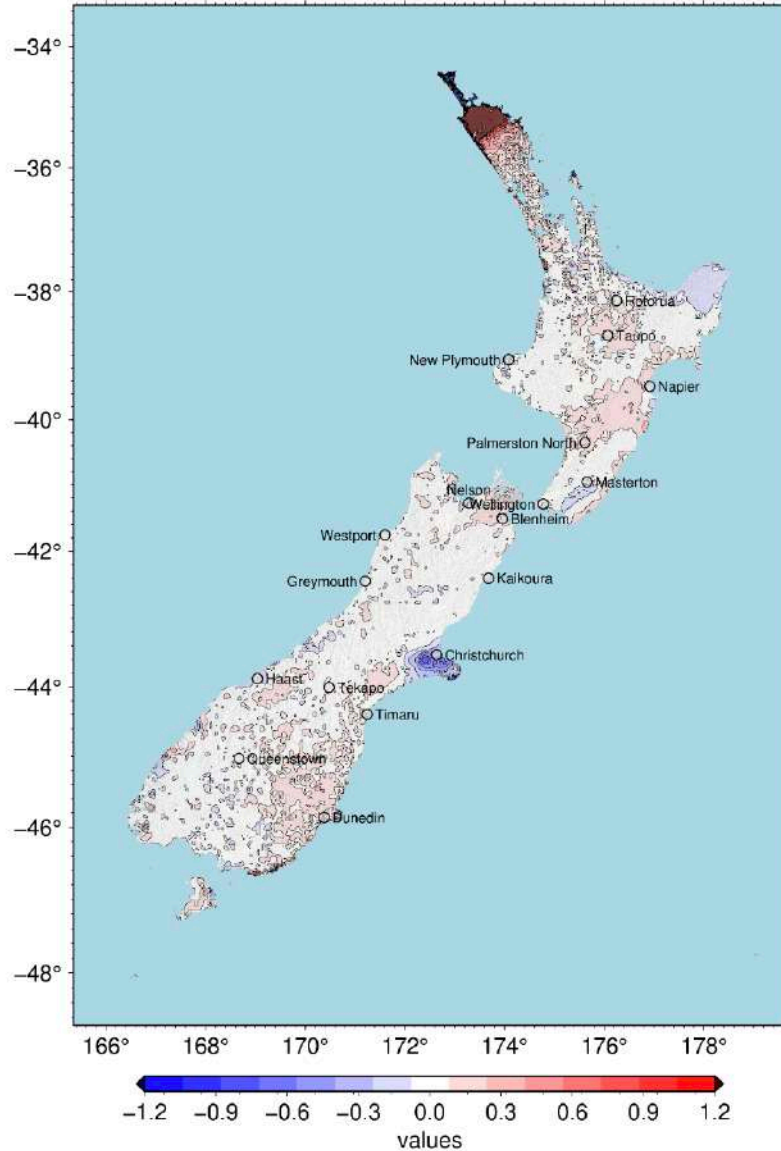 −34°
−36°
−38°
Rotorua
Taupo
New Plymouth
Napier
−40°
Palmerston North
Masterton
Nelson
Wellington
Blenheim
−42°
Westport
Greymouth
Kaikoura
Christchurch
−44°
Haast
Tekapo
Timaru
Queenstown
−46°
Dunedin
−48°
166° 168° 170° 172° 174° 176° 178°
−1.2 −0.9 −0.6 −0.3 0.0 0.3 0.6 0.9 1.2
values